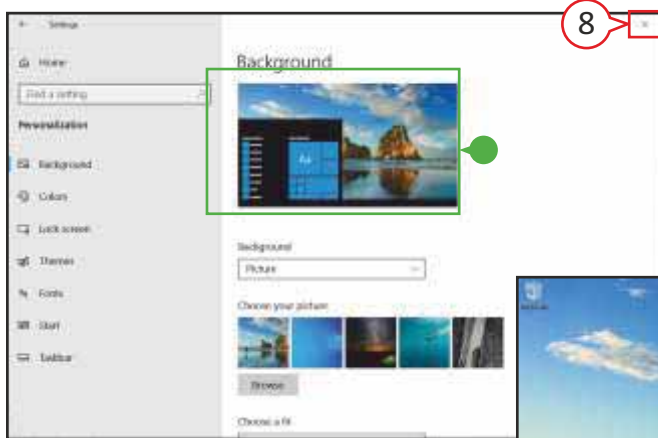 Settings
8
Home
Find a setting
Personalization
Background
Colors
Lock screen
Themes
Fonts
Start
Taskbar
Background
Aa
Background
Picture
Choose your picture
Browse
Choose a fit